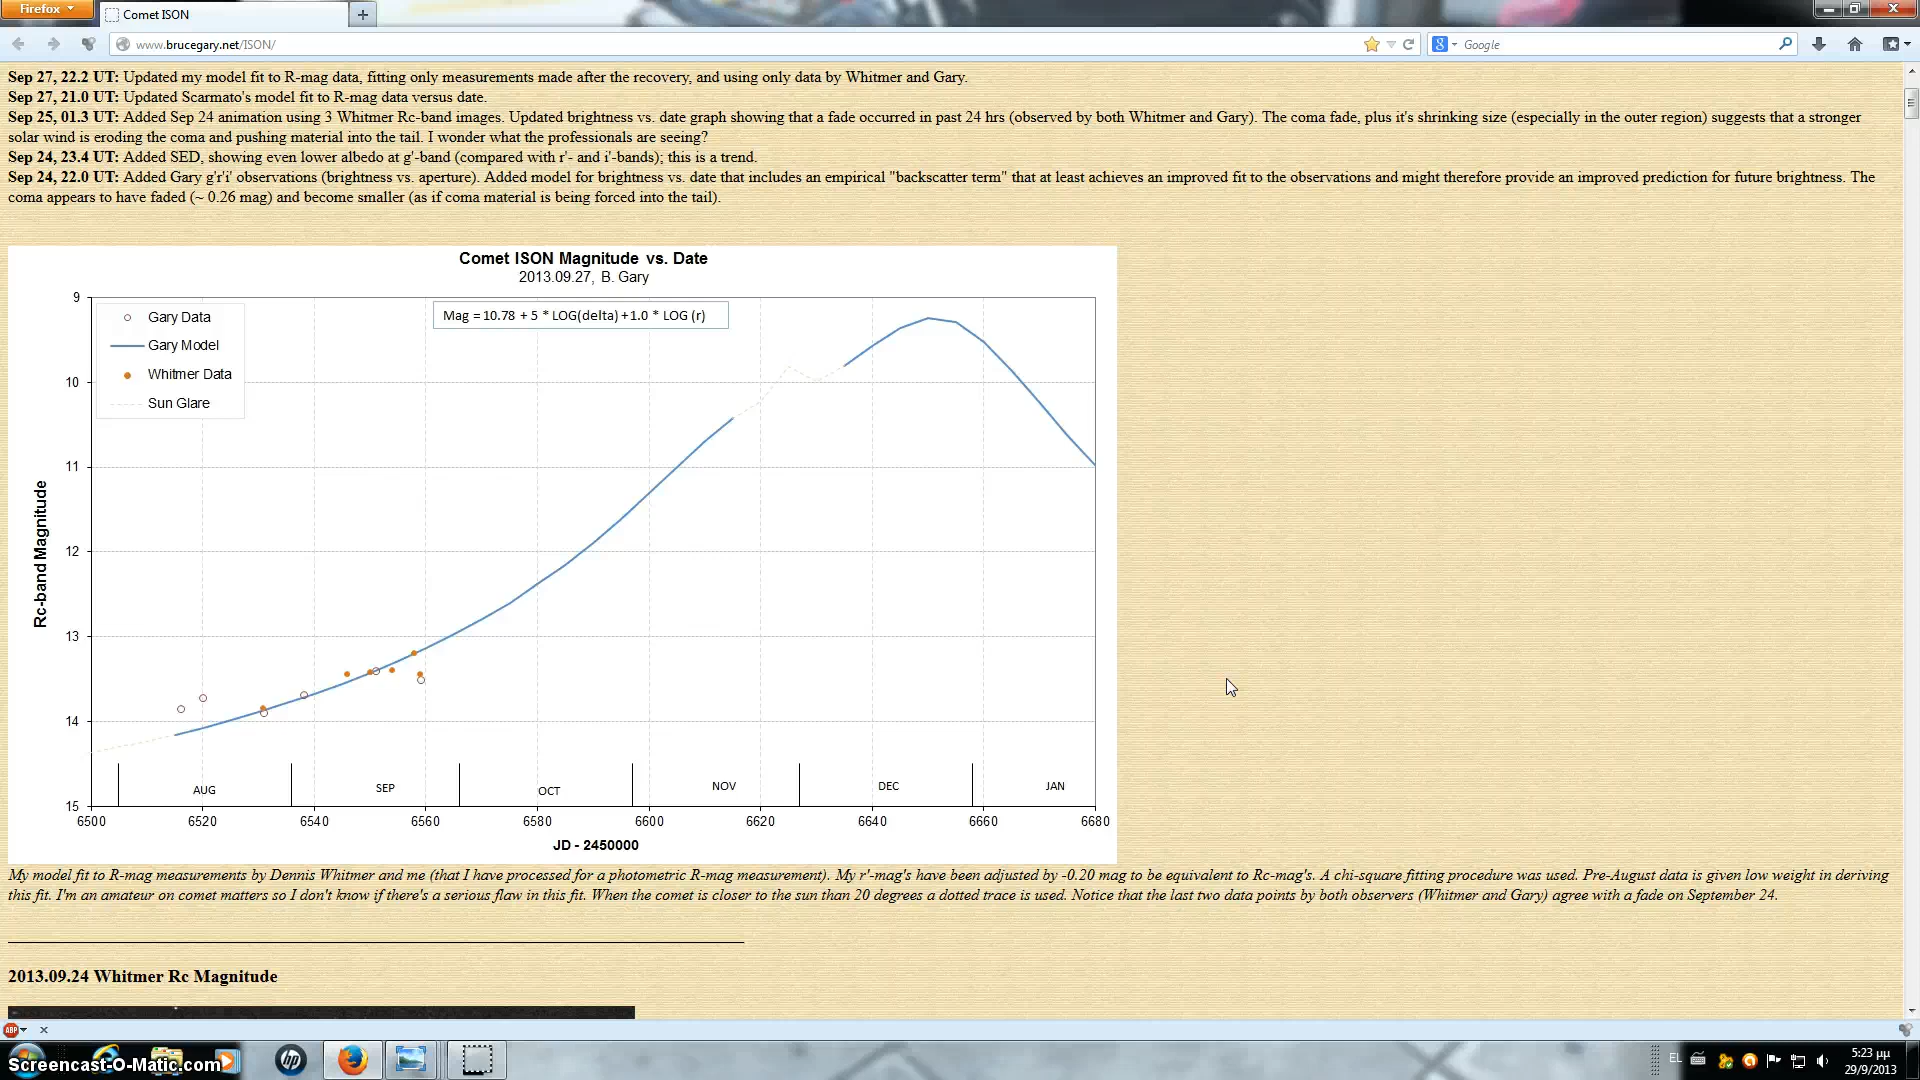 Firefox
Comet ISON
www.brucegary.net/ISON/
Google
Sep 27, 22.2 UT: Updated my model fit to R-mag data, fitting only measurements made after the recovery, and using only data by Whitmer and Gary.
Sep 27, 21.0 UT: Updated Scarmato's model fit to R-mag data versus date.
Sep 25, 01.3 UT: Added Sep 24 animation using 3 Whitmer Rc-band images. Updated brightness vs. date graph showing that a fade occurred in past 24 hrs (observed by both Whitmer and Gary). The coma fade, plus it's shrinking size (especially in the outer region) suggests that a stronger
solar wind is eroding the coma and pushing material into the tail. I wonder what the professionals are seeing?
Sep 24, 23.4 UT: Added SED, showing even lower albedo at g'-band (compared with r'- and i'-bands); this is a trend.
Sep 24, 22.0 UT: Added Gary g'r'i' observations (brightness vs. aperture). Added model for brightness vs. date that includes an empirical "backscatter term" that at least achieves an improved fit to the observations and might therefore provide an improved prediction for future brightness. The
coma appears to have faded (~ 0.26 mag) and become smaller (as if coma material is being forced into the tail).
Comet ISON Magnitude vs. Date
2013.09.27, B. Gary
Mag = 10.78 + 5 * LOG(delta) +1.0 * LOG (r)
Gary Data
Gary Model
Whitmer Data
Sun Glare
Rc-band Magnitude
9
10
11
12
13
14
15
AUG SEP OCT NOV DEC JAN
6500 6520 6540 6560 6580 6600 6620 6640 6660 6680
JD - 2450000
My model fit to R-mag measurements by Dennis Whitmer and me (that I have processed for a photometric R-mag measurement). My r'-mag's have been adjusted by -0.20 mag to be equivalent to Rc-mag's. A chi-square fitting procedure was used. Pre-August data is given low weight in deriving
this fit. I'm an amateur on comet matters so I don't know if there's a serious flaw in this fit. When the comet is closer to the sun than 20 degrees a dotted trace is used. Notice that the last two data points by both observers (Whitmer and Gary) agree with a fade on September 24.
2013.09.24 Whitmer Rc Magnitude
ABP
Screencast-O-Matic.com
hp
EL
5:23 μμ
29/9/2013